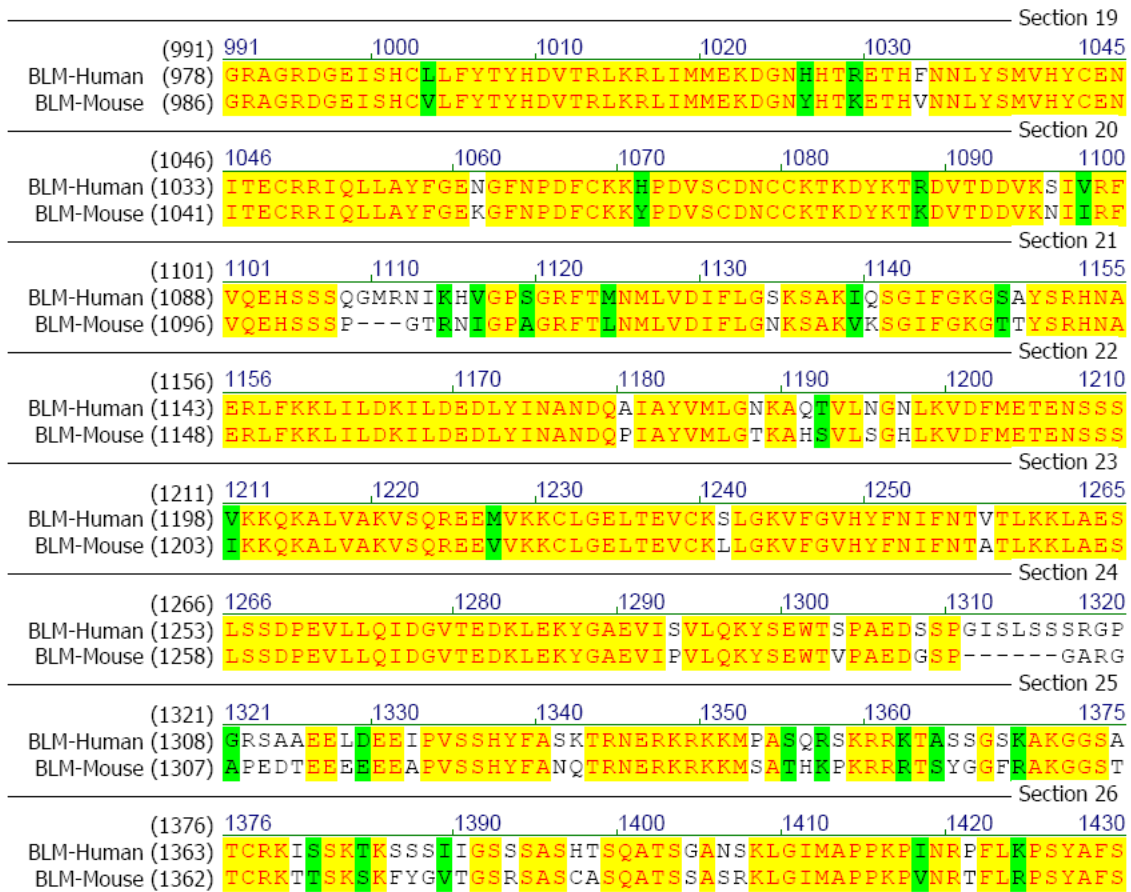 Section 19
(991) 991 1000 1010 1020 1030 1045
BLM-Human (978) GRAGRDGEISHCLLFYTYHDVTRLKRLIMMEKDGNHHTRETHFNNLYSMVHYCEN
BLM-Mouse (986) GRAGRDGEISHCVLFYTYHDVTRLKRLIMMEKDGNYHTKETHVNNLYSMVHYCEN
Section 20
(1046) 1046 1060 1070 1080 1090 1100
BLM-Human (1033) ITECRRIQLLAYFGENGFNPDFCKKHPDVSCDNCCKTKDYKTRDVTDDVKSIVRF
BLM-Mouse (1041) ITECRRIQLLAYFGEKGFNPDFCKKYPDVSCDNCCKTKDYKTKDVTDDVKNIIRF
Section 21
(1101) 1101 1110 1120 1130 1140 1155
BLM-Human (1088) VQEHSSSQGMRNIKHVGPSGRFTMNMLVDIFLGSKSAKIQSGIFGKGSAYSRHNA
BLM-Mouse (1096) VQEHSSSP---GTRNIGPAGRFTLNMLVDIFLGNKSAKVKSGIFGKGTTYSRHNA
Section 22
(1156) 1156 1170 1180 1192 1200 1210
BLM-Human (1143) ERLFKKLILDKILDEDLYINANDQAIAYVMLGNKAQTVLNGNLKVDFMETENSSS
BLM-Mouse (1148) ERLFKKLILDKILDEDLYINANDQPIAYVMLGTKAHSVLSGHLKVDFMETENSSS
Section 23
(1211) 1211 1220 1230 1240 1250 1265
BLM-Human (1198) VKKQKALVAKVSQREEMVKKCLGELTEVCKSLGKVFGVHYFNIFNTVTLKKLAES
BLM-Mouse (1203) IKKQKALVAKVSQREEVVKKCLGELTEVCKLLGKVFGVHYFNIFNTATLKKLAES
Section 24
(1266) 1266 1280 1292 1300 1310 1320
BLM-Human (1253) LSSDPEVLLQIDGVTEDKLEKYGAEVISVLQKYSEWTSPAEDSSPGISLSSSRGP
BLM-Mouse (1258) LSSDPEVLLQIDGVTEDKLEKYGAEVIPVLQKYSEWTVPAEDGSP------GARG
Section 25
(1321) 1321 1330 1340 1350 1360 1375
BLM-Human (1308) GRSAAEELDEEIPVSSHYFASKTRNERKRKKMPASQRSKRRKTASSGSKAKGGSA
BLM-Mouse (1307) APEDTEEEEEEAPVSSHYFANQTRNERKRKKMSATHKPKRRRTSYGGFRAKGGST
Section 26
(1376) 1376 1390 1400 1410 1420 1430
BLM-Human (1363) TCRKISSKTKSSSIIGSSSASHTSQATSGANSKLGIMAPPKPINRPFLKPSYAFS
BLM-Mouse (1362) TCRKTTSKSKFYGVTGSRSASCASQATSSASRKLGIMAPPKPVNRTFLRPSYAFS